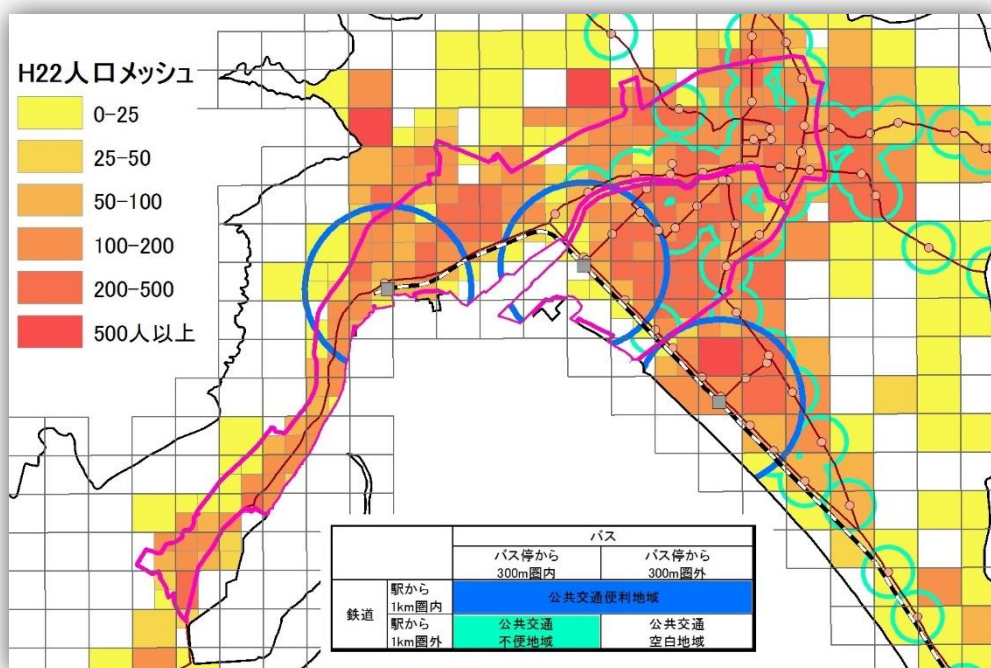 H22人口メッシュ
0-25
25-50
50-100
100-200
200-500
500人以上
バス
バス停から
300m圏内
バス停から
300m圏外
鉄道
駅から
1km圏内
公共交通便利地域
駅から
1km圏外
公共交通
不便地域
公共交通
空白地域